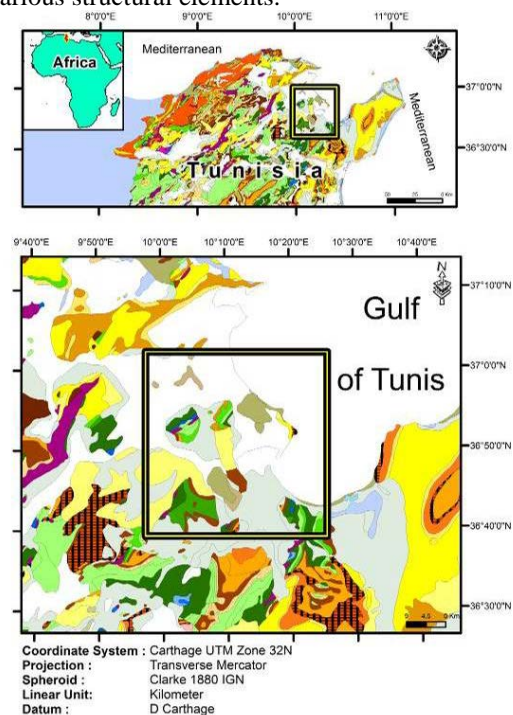 various structural elements.
8°0'0"E 9°0'0"E 10°0'0"E 11°0'0"E
Mediterranean
Africa
37°0'0"N
Mediterranean
36°30'0"N
Tunisia
9°40'0"E 9°50'0"E 10°00'0"E 10°10'0"E 10°20'0"E 10°30'0"E 10°40'0"E
N
37°10'0"N
Gulf
37°0'0"N
of Tunis
36°50'0"N
36°40'0"N
36°30'0"N
Coordinate System : Carthage UTM Zone 32N
Projection : Transverse Mercator
Spheroid : Clarke 1880 IGN
Linear Unit: Kilometer
Datum : D Carthage